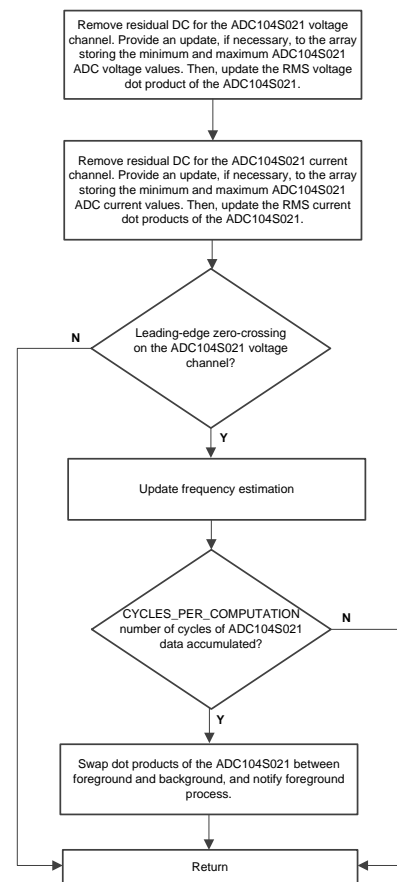 Remove residual DC for the ADC104S021 voltage
channel. Provide an update, if necessary, to the array
storing the minimum and maximum ADC104S021
ADC voltage values. Then, update the RMS voltage
dot product of the ADC104S021.
Remove residual DC for the ADC104S021 current
channel. Provide an update, if necessary, to the array
storing the minimum and maximum ADC104S021
ADC current values. Then, update the RMS current
dot products of the ADC104S021.
Leading-edge zero-crossing
on the ADC104S021 voltage
channel?
N
Y
Update frequency estimation
CYCLES_PER_COMPUTATION
number of cycles of ADC104S021
data accumulated?
N
Y
Swap dot products of the ADC104S021 between
foreground and background, and notify foreground
process.
Return